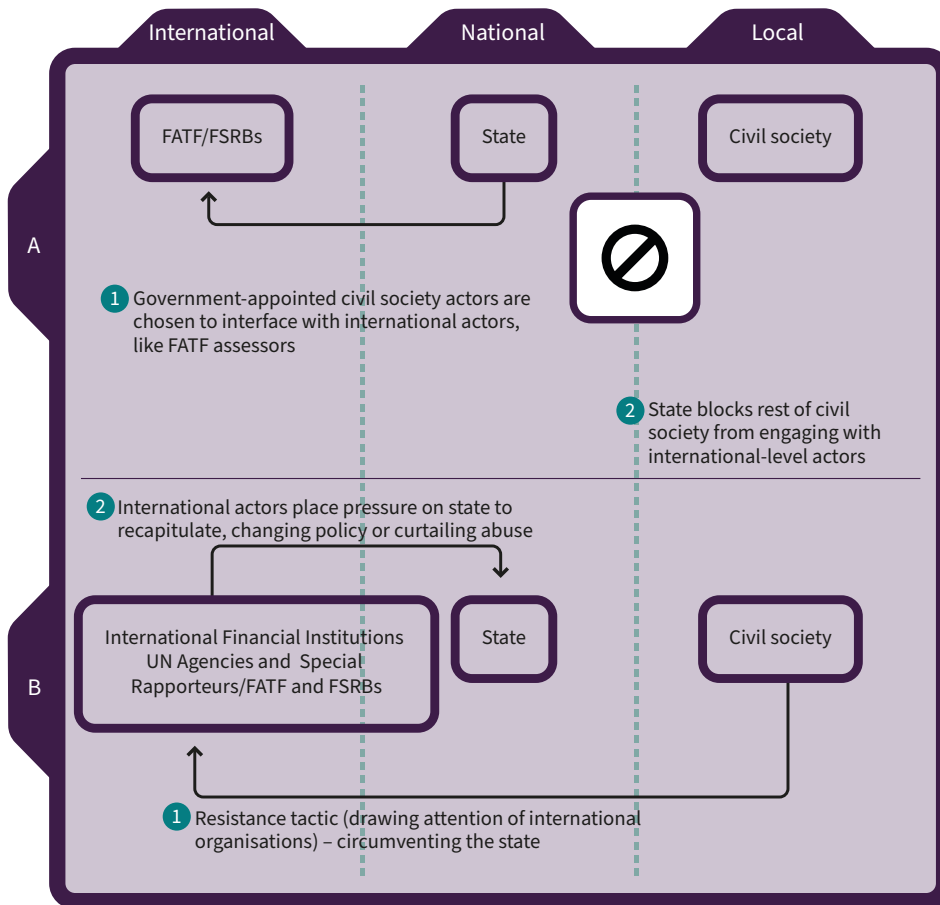 International
National
Local
A
FATF/FSRBs
State
Civil society
1 Government-appointed civil society actors are
chosen to interface with international actors,
like FATF assessors
2 State blocks rest of civil
society from engaging with
international-level actors
B
2 International actors place pressure on state to
recapitulate, changing policy or curtailing abuse
International Financial Institutions
UN Agencies and Special
Rapporteurs/FATF and FSRBs
State
Civil society
1 Resistance tactic (drawing attention of international
organisations) – circumventing the state